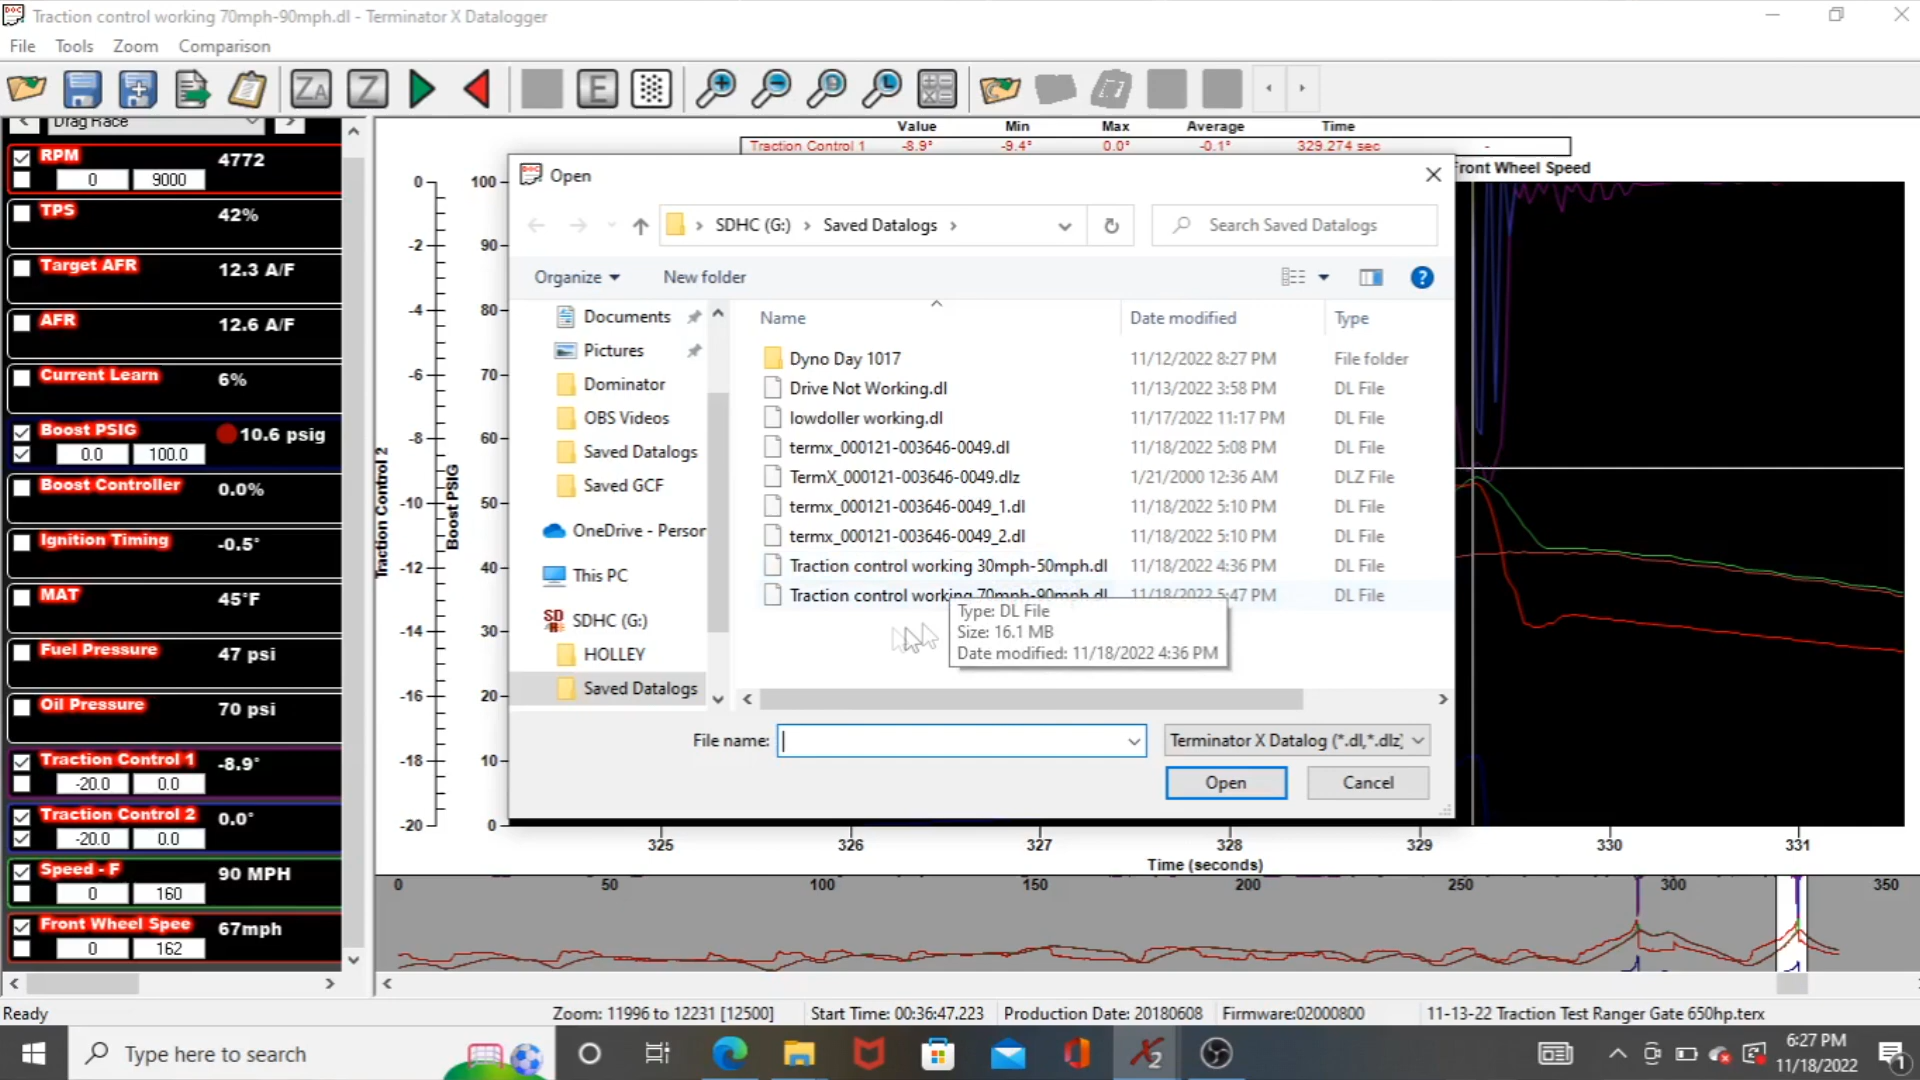 Traction control working 70mph-90mph.dl - Terminator X Datalogger
File Tools Zoom Comparison
Drag Race
RPM 4772
0 9000
TPS 42%
Target AFR 12.3 A/F
AFR 12.6 A/F
Current Learn 6%
Boost PSIG 10.6 psig
0.0 100.0
Boost Controller 0.0%
Ignition Timing -0.5°
MAT 45°F
Fuel Pressure 47 psi
Oil Pressure 70 psi
Traction Control 1 -8.9°
-20.0 0.0
Traction Control 2 0.0°
-20.0 0.0
Speed - F 90 MPH
0 160
Front Wheel Spee 67mph
0 162
Value Min Max Average Time
Traction Control 1 -8.9° -9.4° 0.0° -0.1° 329.274 sec -
Front Wheel Speed
Traction Control 2
0
-2
-4
-6
-8
-10
-12
-14
-16
-18
-20
Boost PSIG
100
90
80
70
60
50
40
30
20
10
0
Open
SDHC (G:) › Saved Datalogs ›
Search Saved Datalogs
Organize New folder
Documents
Pictures
Dominator
OBS Videos
Saved Datalogs
Saved GCF
OneDrive - Person
This PC
SDHC (G:)
HOLLEY
Saved Datalogs
Name Date modified Type
Dyno Day 1017 11/12/2022 8:27 PM File folder
Drive Not Working.dl 11/13/2022 3:58 PM DL File
lowdoller working.dl 11/17/2022 11:17 PM DL File
termx_000121-003646-0049.dl 11/18/2022 5:08 PM DL File
TermX_000121-003646-0049.dlz 1/21/2000 12:36 AM DLZ File
termx_000121-003646-0049_1.dl 11/18/2022 5:10 PM DL File
termx_000121-003646-0049_2.dl 11/18/2022 5:10 PM DL File
Traction control working 30mph-50mph.dl 11/18/2022 4:36 PM DL File
Traction control working 70mph-90mph.dl 11/18/2022 5:47 PM DL File
Type: DL File
Size: 16.1 MB
Date modified: 11/18/2022 4:36 PM
File name: Terminator X Datalog (*.dl,*.dlz)
Open Cancel
325 326 327 328 329 330 331
Time (seconds)
0 50 100 150 200 250 300 350
Ready Zoom: 11996 to 12231 [12500] Start Time: 00:36:47.223 Production Date: 20180608 Firmware:02000800 11-13-22 Traction Test Ranger Gate 650hp.terx
Type here to search
6:27 PM
11/18/2022
1